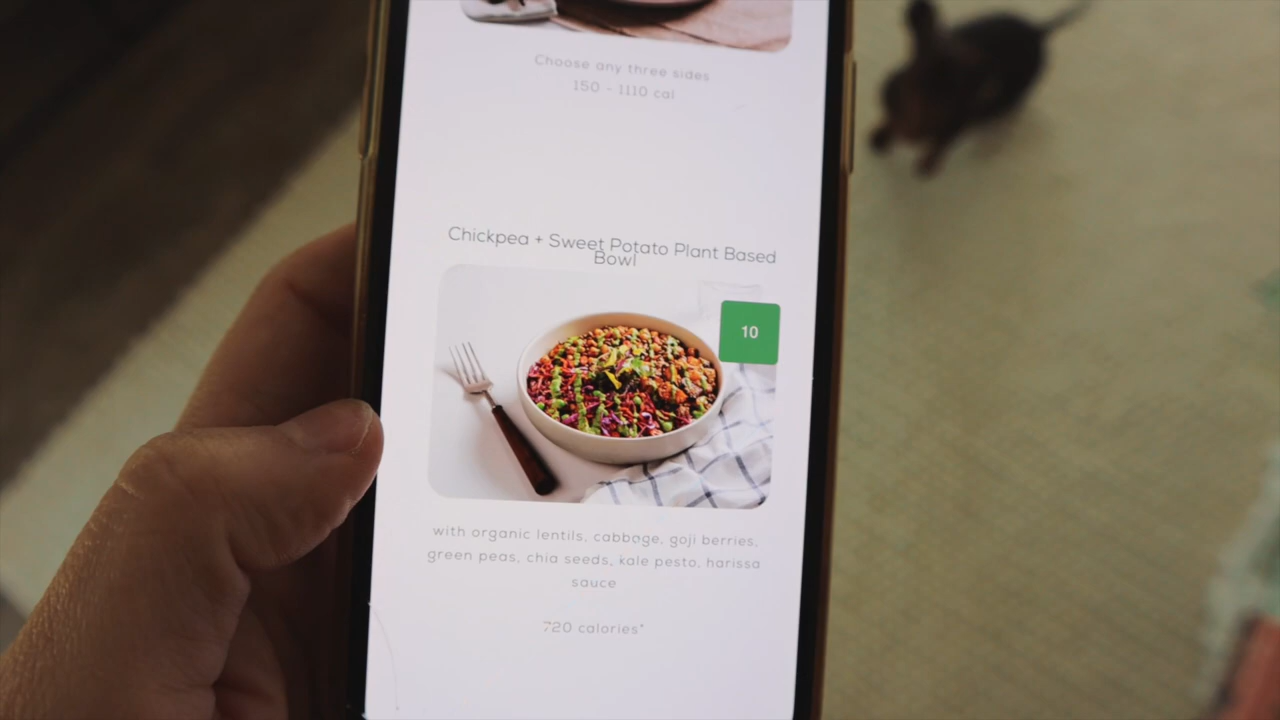 Choose any three sides
150 - 1110 cal
Chickpea + Sweet Potato Plant Based
Bowl
10
with organic lentils, cabbage, goji berries,
green peas, chia seeds, kale pesto, harissa
sauce
720 calories*